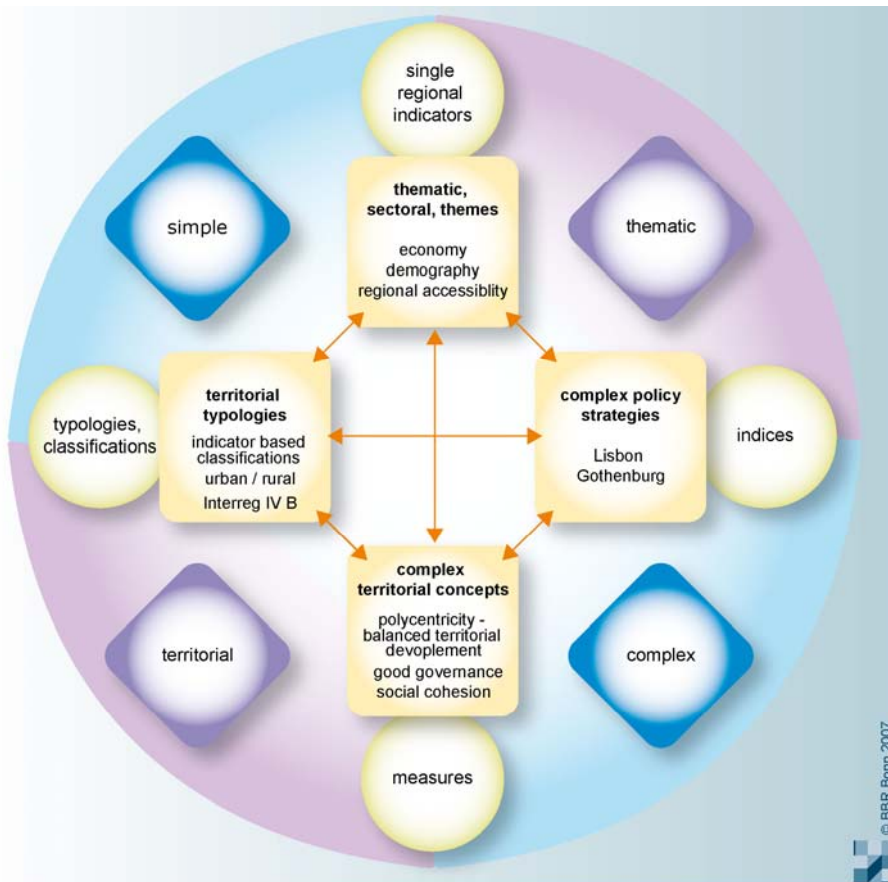 single
regional
indicators
thematic,
sectoral, themes
economy
demography
regional accessiblity
simple
thematic
territorial
typologies
indicator based
classifications
urban / rural
Interreg IV B
typologies,
classifications
complex policy
strategies
Lisbon
Gothenburg
indices
complex
territorial concepts
polycentricity -
balanced territorial
devoplement
good governance
social cohesion
territorial
complex
measures
© BBR Bonn 2007